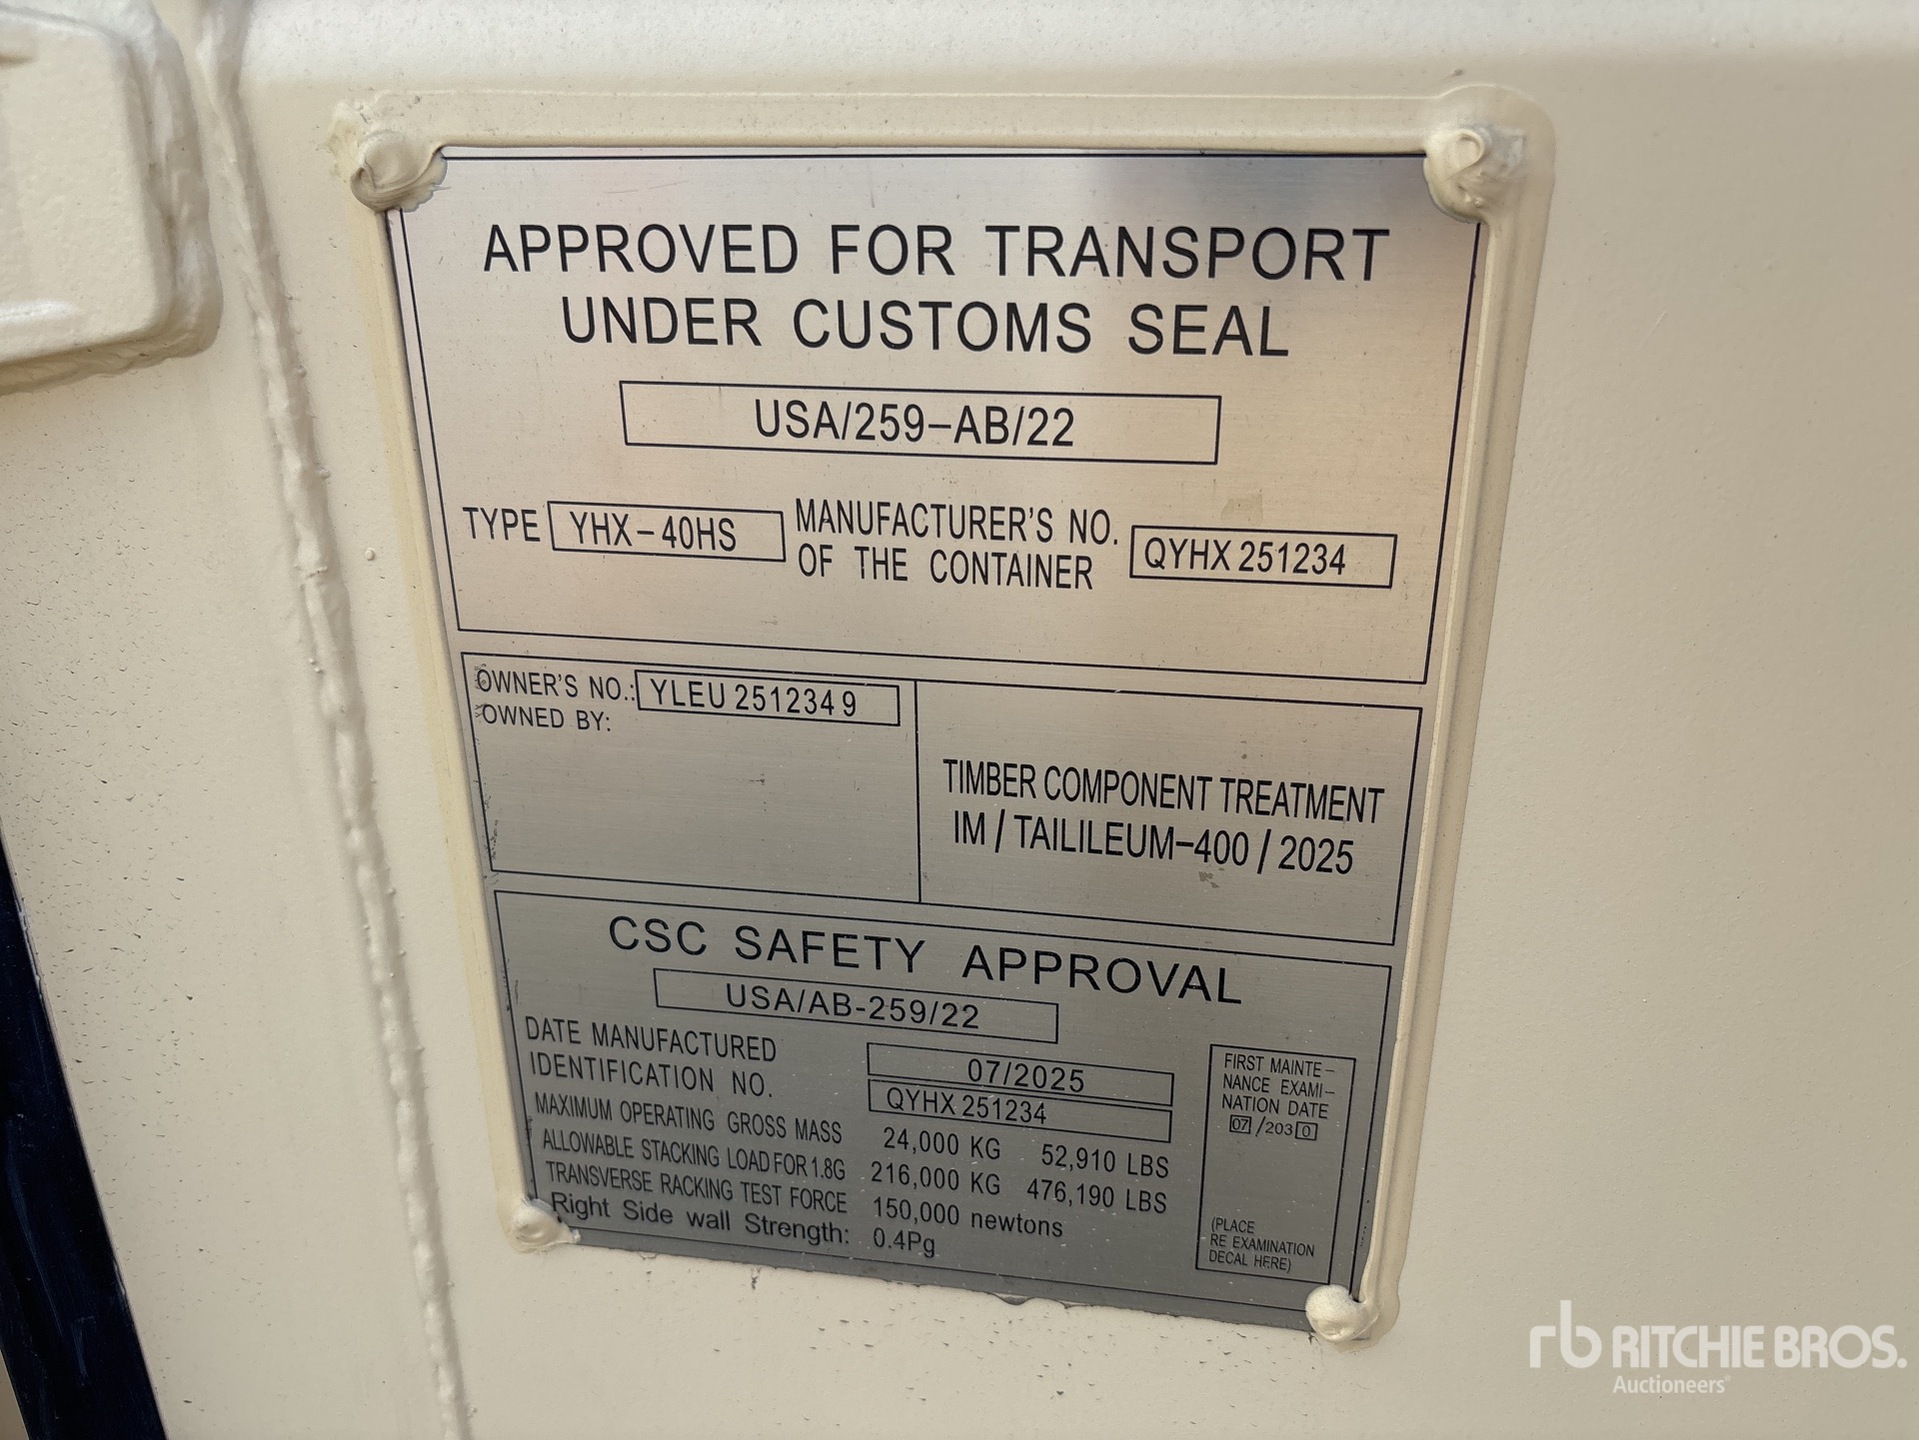 APPROVED FOR TRANSPORT
UNDER CUSTOMS SEAL
USA/259-AB/22
TYPE YHX-40HS MANUFACTURER'S NO.
OF THE CONTAINER QYHX 251234
OWNER'S NO.: YLEU 251234 9
OWNED BY:
TIMBER COMPONENT TREATMENT
IM / TAILILEUM-400 / 2025
CSC SAFETY APPROVAL
USA/AB-259/22
DATE MANUFACTURED 07/2025
IDENTIFICATION NO. QYHX 251234
MAXIMUM OPERATING GROSS MASS 24,000 KG 52,910 LBS
ALLOWABLE STACKING LOAD FOR 1.8G 216,000 KG 476,190 LBS
TRANSVERSE RACKING TEST FORCE 150,000 newtons
Right Side wall Strength: 0.4Pg
FIRST MAINTE-
NANCE EXAMI-
NATION DATE
07 /203 0
(PLACE
RE EXAMINATION
DECAL HERE)
rb RITCHIE BROS.
Auctioneers